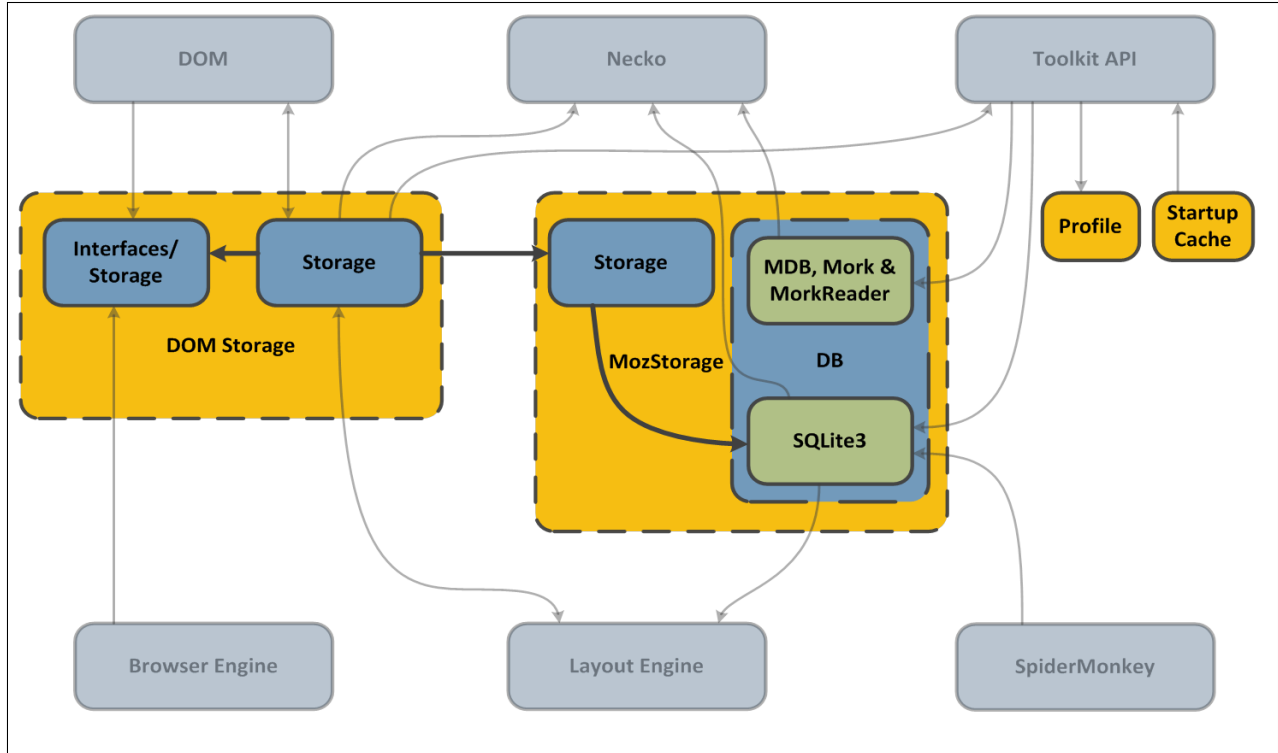 DOM
Necko
Toolkit API
Interfaces/
Storage
Storage
DOM Storage
Storage
MozStorage
MDB, Mork &
MorkReader
DB
SQLite3
Profile
Startup
Cache
Browser Engine
Layout Engine
SpiderMonkey